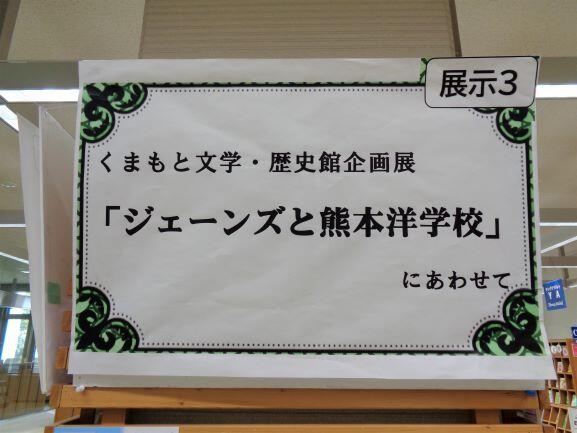 展示3
くまもと文学・歴史館企画展
「ジェーンズと熊本洋学校」
にあわせて
YA